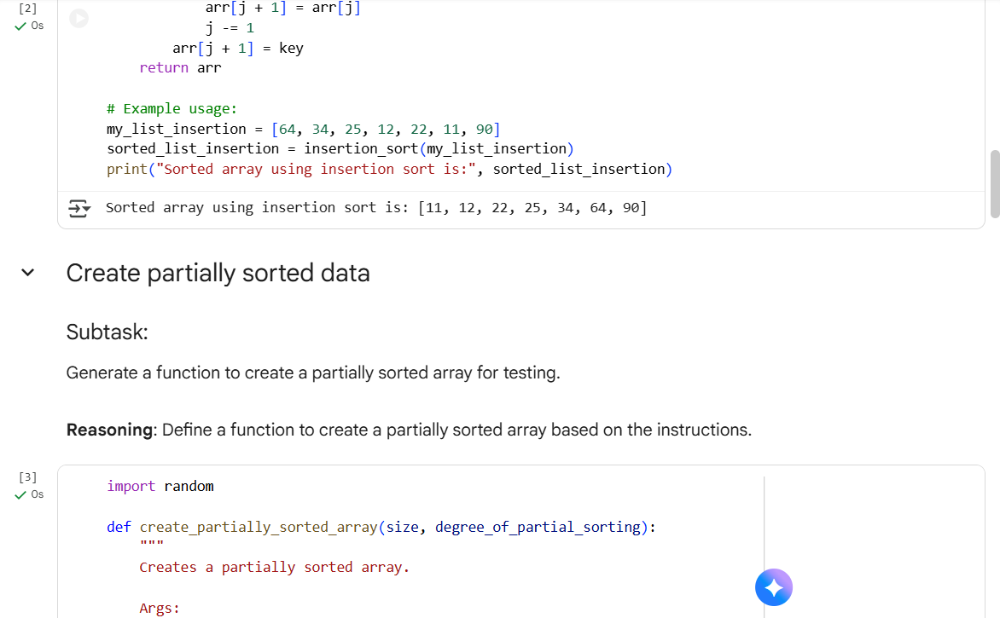 [2]
0s
arr[j + 1] = arr[j]
j -= 1
arr[j + 1] = key
return arr
# Example usage:
my_list_insertion = [64, 34, 25, 12, 22, 11, 90]
sorted_list_insertion = insertion_sort(my_list_insertion)
print("Sorted array using insertion sort is:", sorted_list_insertion)
Sorted array using insertion sort is: [11, 12, 22, 25, 34, 64, 90]
Create partially sorted data
Subtask:
Generate a function to create a partially sorted array for testing.
Reasoning: Define a function to create a partially sorted array based on the instructions.
[3]
0s
import random
def create_partially_sorted_array(size, degree_of_partial_sorting):
"""
Creates a partially sorted array.
Args: